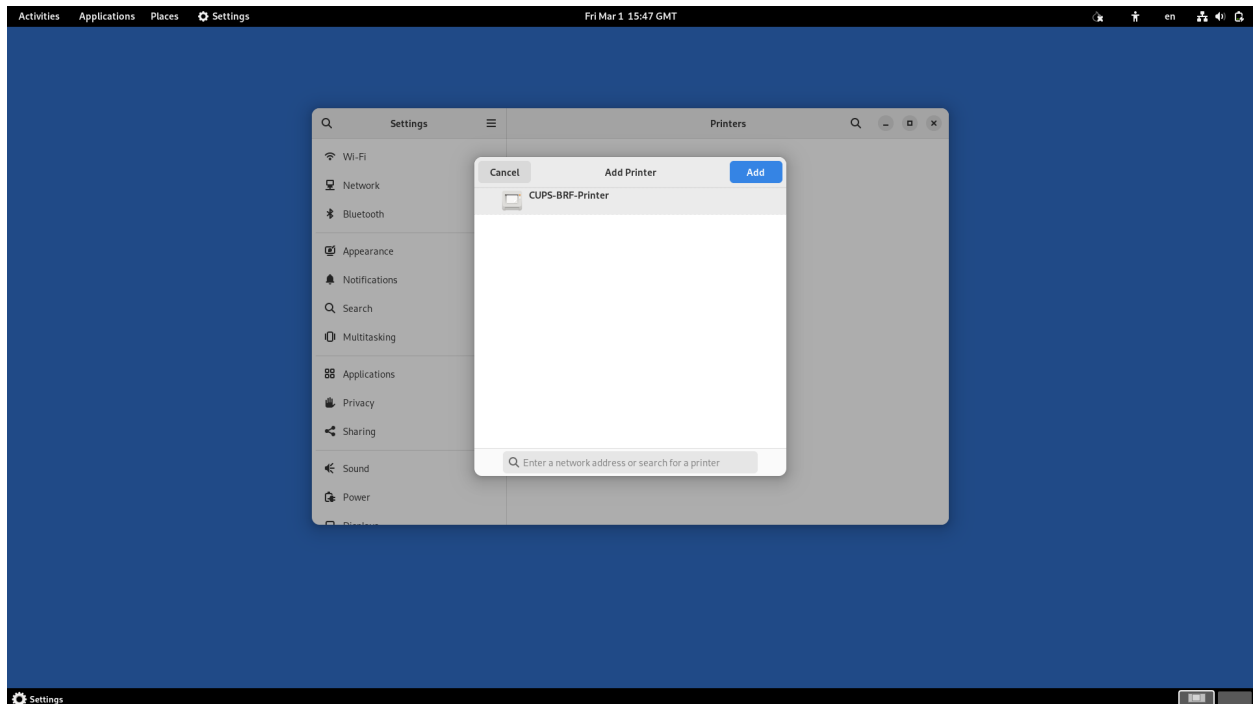 Activities Applications Places Settings Fri Mar 1 15:47 GMT en
Settings Printers
Wi-Fi
Network
Bluetooth
Appearance
Notifications
Search
Multitasking
Applications
Privacy
Sharing
Sound
Power
Displays
Cancel Add Printer Add
CUPS-BRF-Printer
Enter a network address or search for a printer
Settings